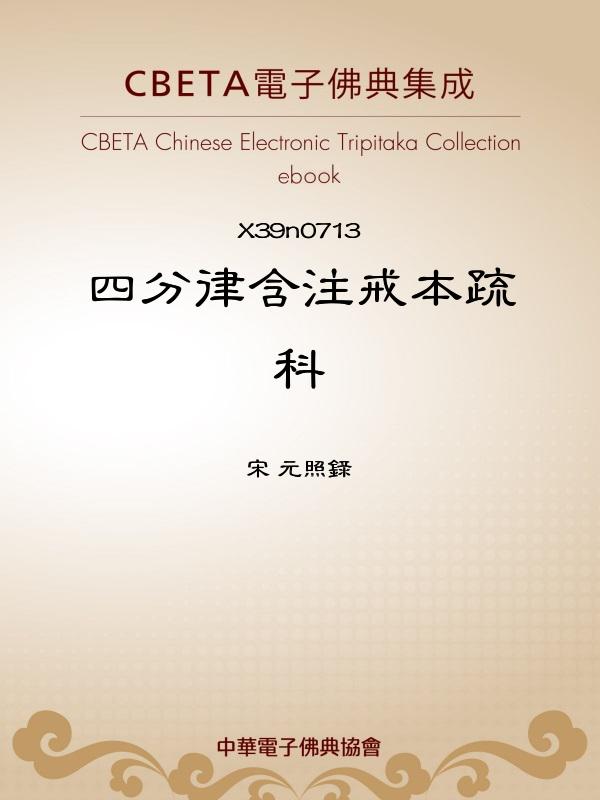 CBETA電子佛典集成
CBETA Chinese Electronic Tripitaka Collection
ebook
X39n0713
四分律含注戒本疏
科
宋 元照錄
中華電子佛典協會